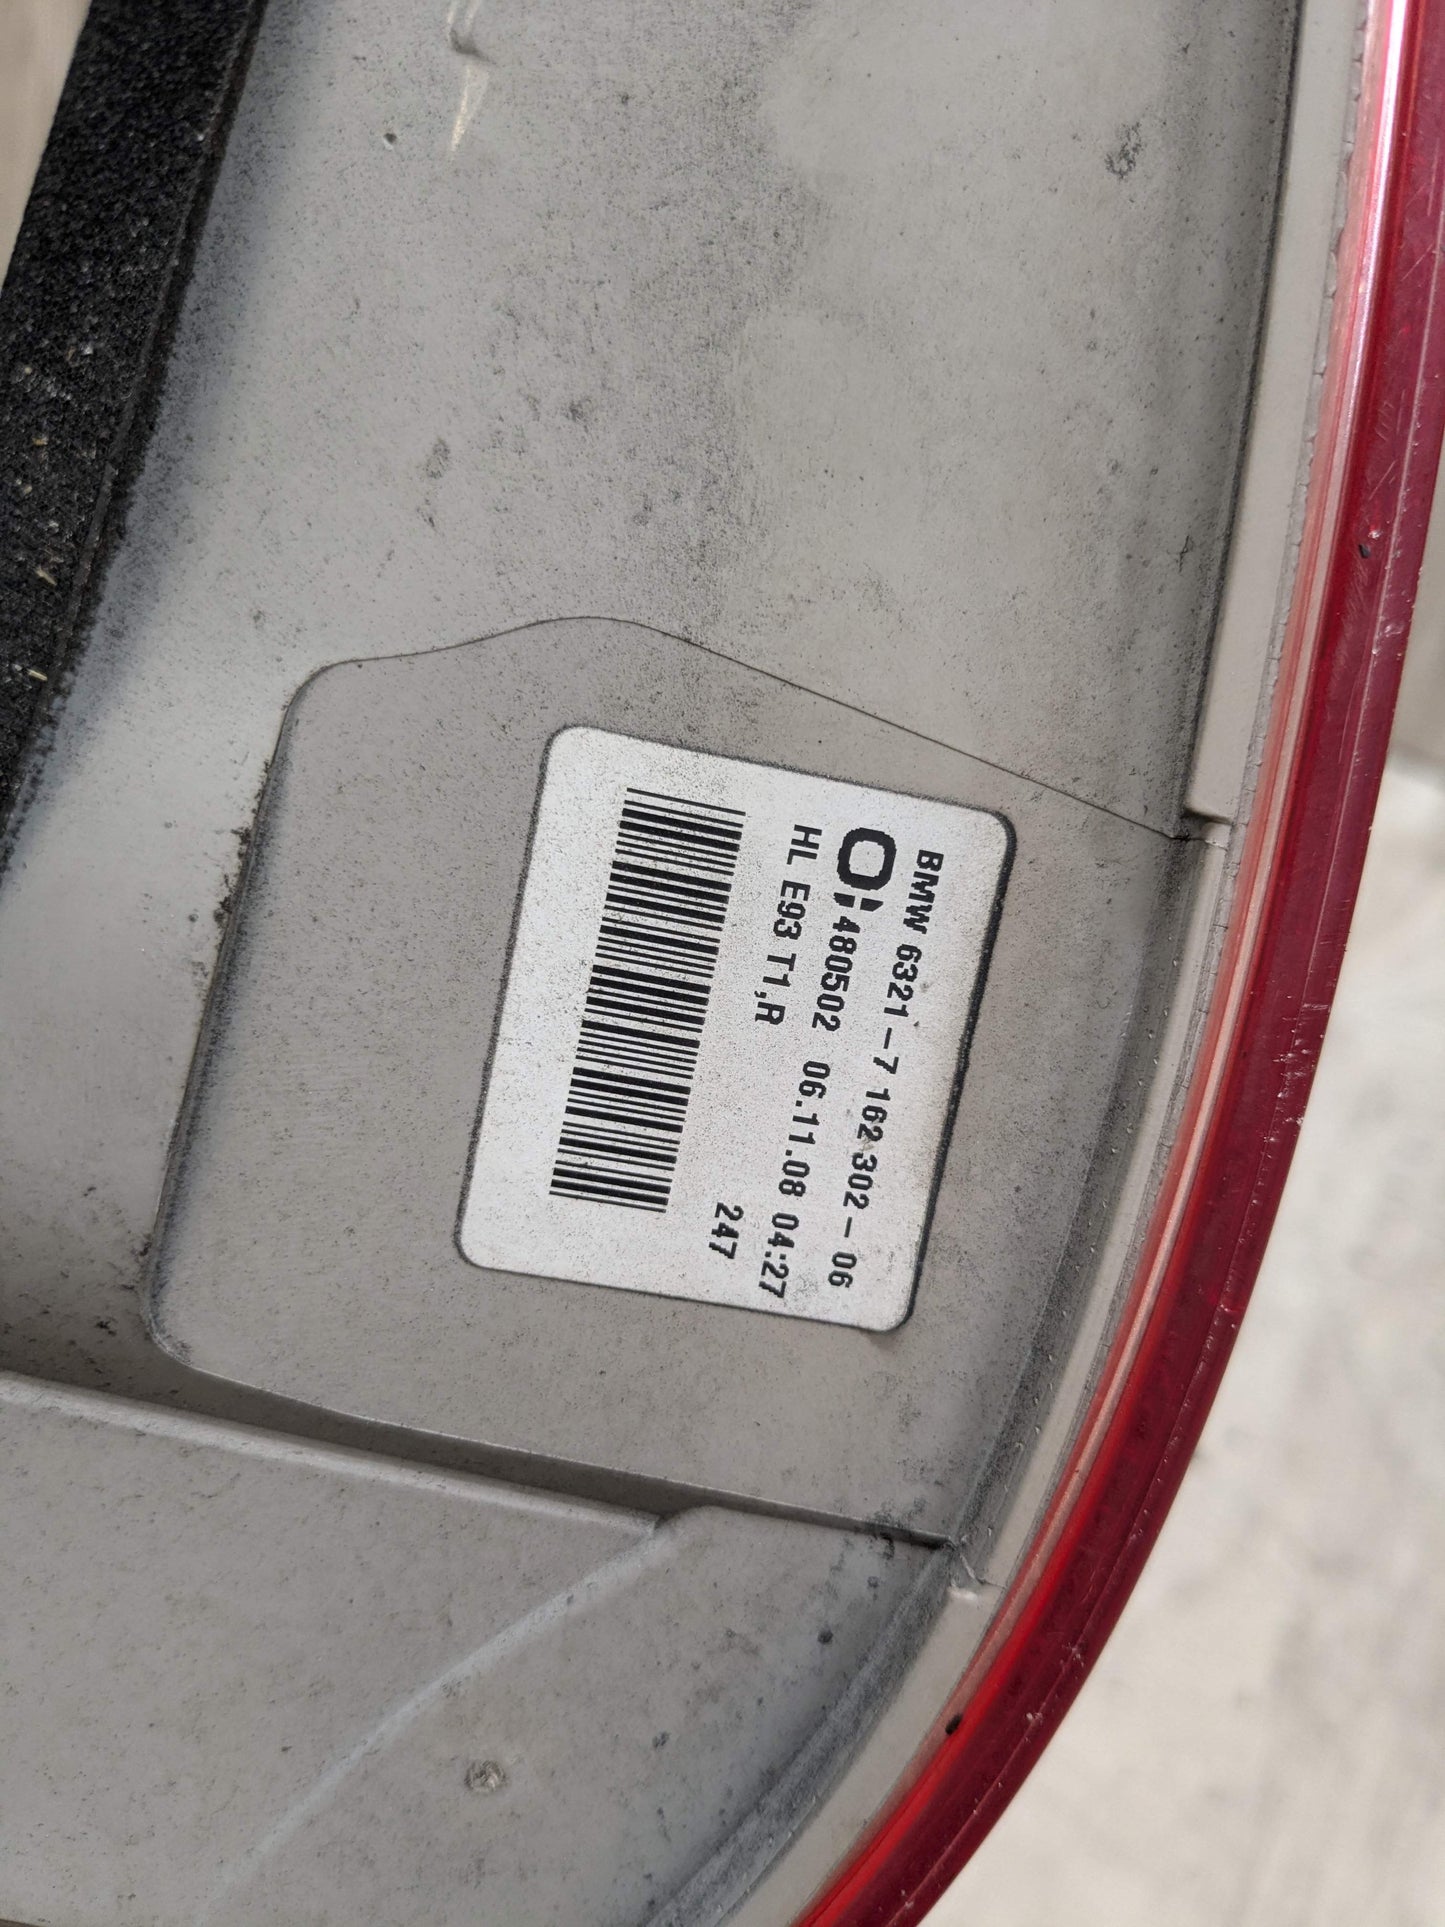 BMW 6321-7 162 302-06
480502 06.11.08 04:27
HL E93 T1,R
247